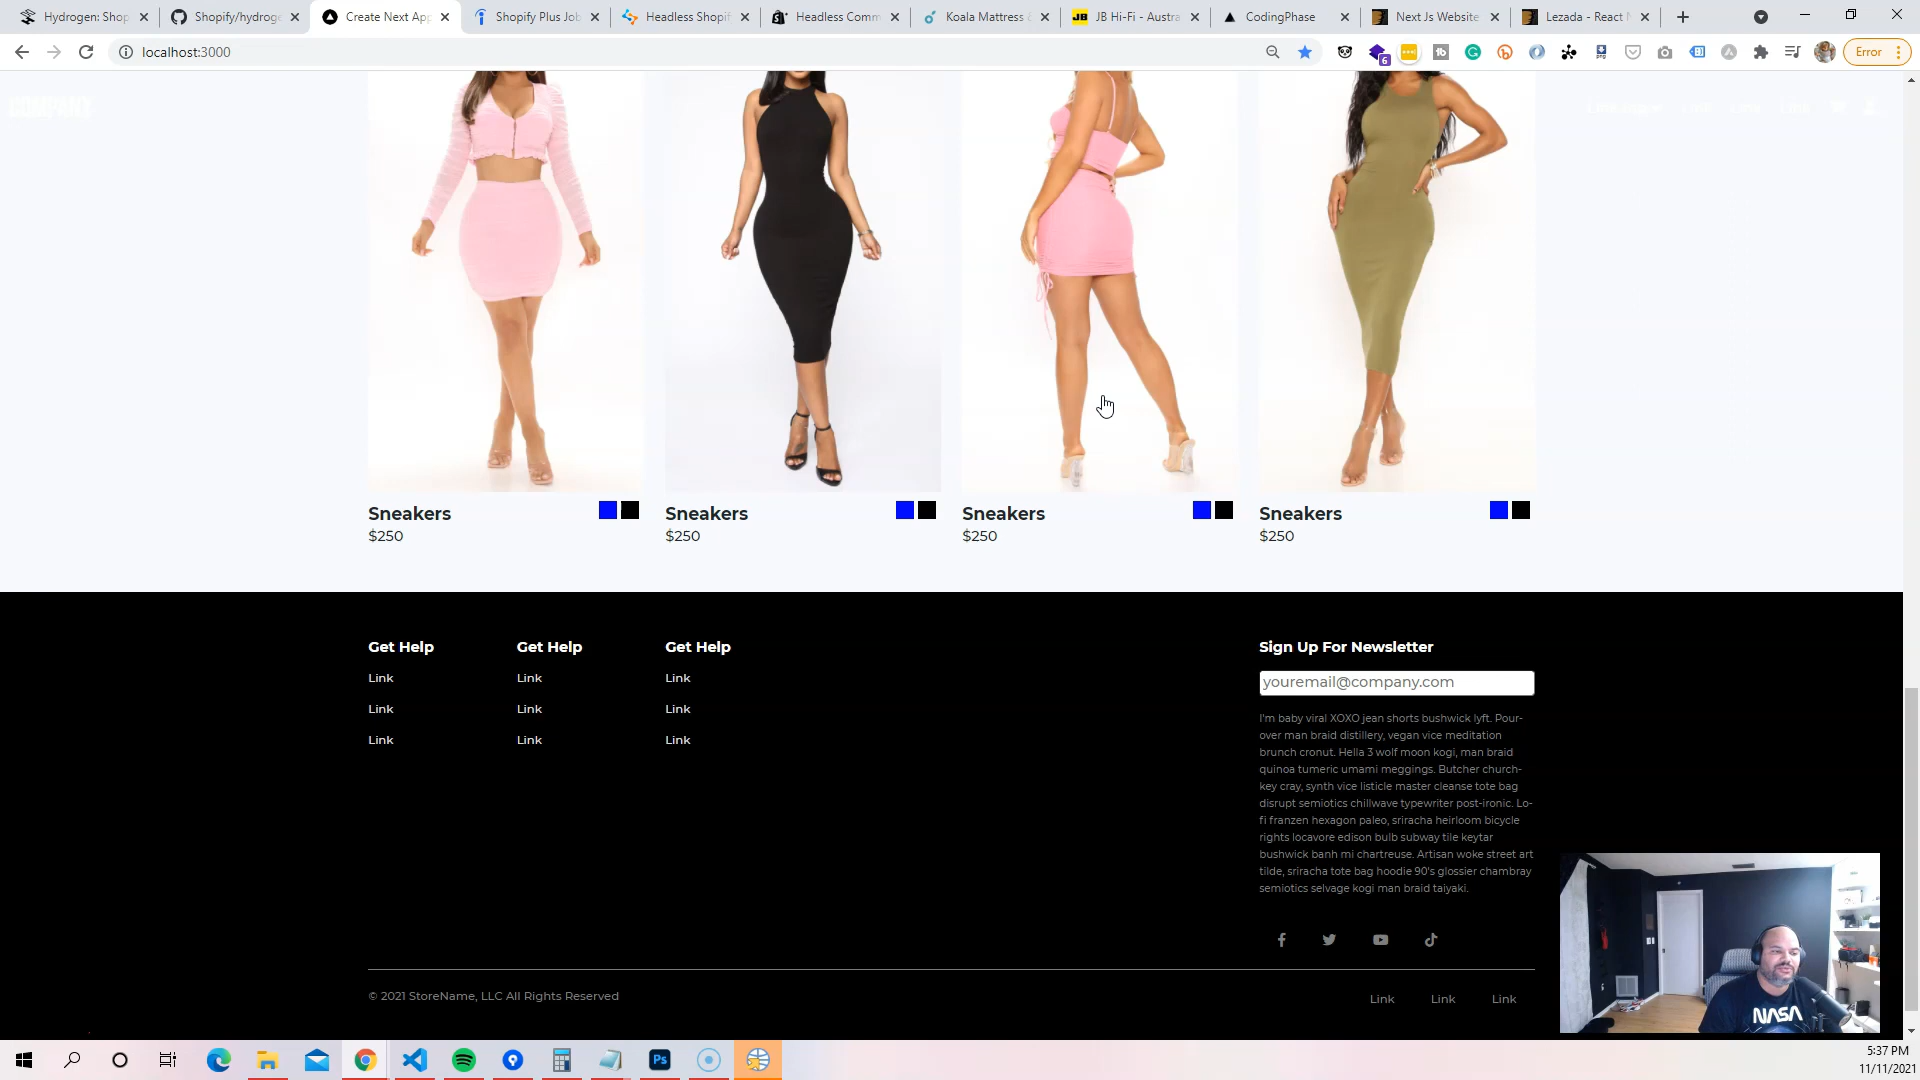 Hydrogen: Shop
Shopify/hydroge
Create Next App
Shopify Plus Job
Headless Shopif
Headless Comm
Koala Mattress
JB Hi-Fi - Austra
CodingPhase
Next Js Website
Lezada - React
localhost:3000
6
Error
COMPANY
Sneakers
$250
Sneakers
$250
Sneakers
$250
Sneakers
$250
Get Help
Link
Link
Link
Get Help
Link
Link
Link
Get Help
Link
Link
Link
Sign Up For Newsletter
youremail@company.com
I'm baby viral XOXO jean shorts bushwick lyft. Pour-
over man braid distillery, vegan vice meditation
brunch cronut. Hella 3 wolf moon kogi, man braid
quinoa tumeric umami meggings. Butcher church-
key cray, synth vice listicle master cleanse tote bag
disrupt semiotics chillwave typewriter post-ironic. Lo-
fi franzen hexagon paleo, sriracha heirloom bicycle
rights locavore edison bulb subway tile keytar
bushwick banh mi chartreuse. Artisan woke street art
tilde, sriracha tote bag hoodie 90's glossier chambray
semiotics selvage kogi man braid taiyaki.
© 2021 StoreName, LLC All Rights Reserved
Link
Link
Link
NASA
Ps
5:37 PM
11/11/2021